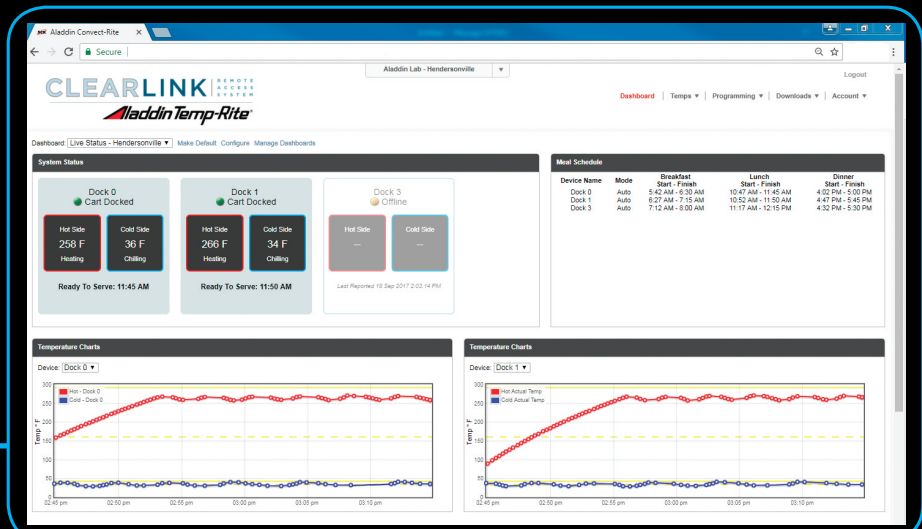 Aladdin Convect-Rite
Secure
Aladdin Lab - Hendersonville
Logout
CLEARLINK REMOTE ACCESS SYSTEM
Aladdin Temp-Rite
Dashboard | Temps | Programming | Downloads | Account
Dashboard: Live Status - Hendersonville Make Default Configure Manage Dashboards
System Status
Dock 0
Cart Docked
Hot Side Cold Side
258 F 36 F
Heating Chilling
Ready To Serve: 11:45 AM
Dock 1
Cart Docked
Hot Side Cold Side
266 F 34 F
Heating Chilling
Ready To Serve: 11:50 AM
Dock 3
Offline
Hot Side Cold Side
-- --
Last Reported 18 Sep 2017 2:03:14 PM
Meal Schedule
Device Name Mode Breakfast Start - Finish Lunch Start - Finish Dinner Start - Finish
Dock 0 Auto 5:42 AM - 6:30 AM 10:47 AM - 11:45 AM 4:02 PM - 5:00 PM
Dock 1 Auto 6:27 AM - 7:15 AM 10:52 AM - 11:50 AM 4:47 PM - 5:45 PM
Dock 3 Auto 7:12 AM - 8:00 AM 11:17 AM - 12:15 PM 4:32 PM - 5:30 PM
Temperature Charts
Device: Dock 0
Hot - Dock 0
Cold - Dock 0
Temp ° F
300
250
200
150
100
50
0
02:45 pm 02:50 pm 02:55 pm 03:00 pm 03:05 pm 03:10 pm
Temperature Charts
Device: Dock 1
Hot Actual Temp
Cold Actual Temp
Temp ° F
300
250
200
150
100
50
0
02:45 pm 02:50 pm 02:55 pm 03:00 pm 03:05 pm 03:10 pm